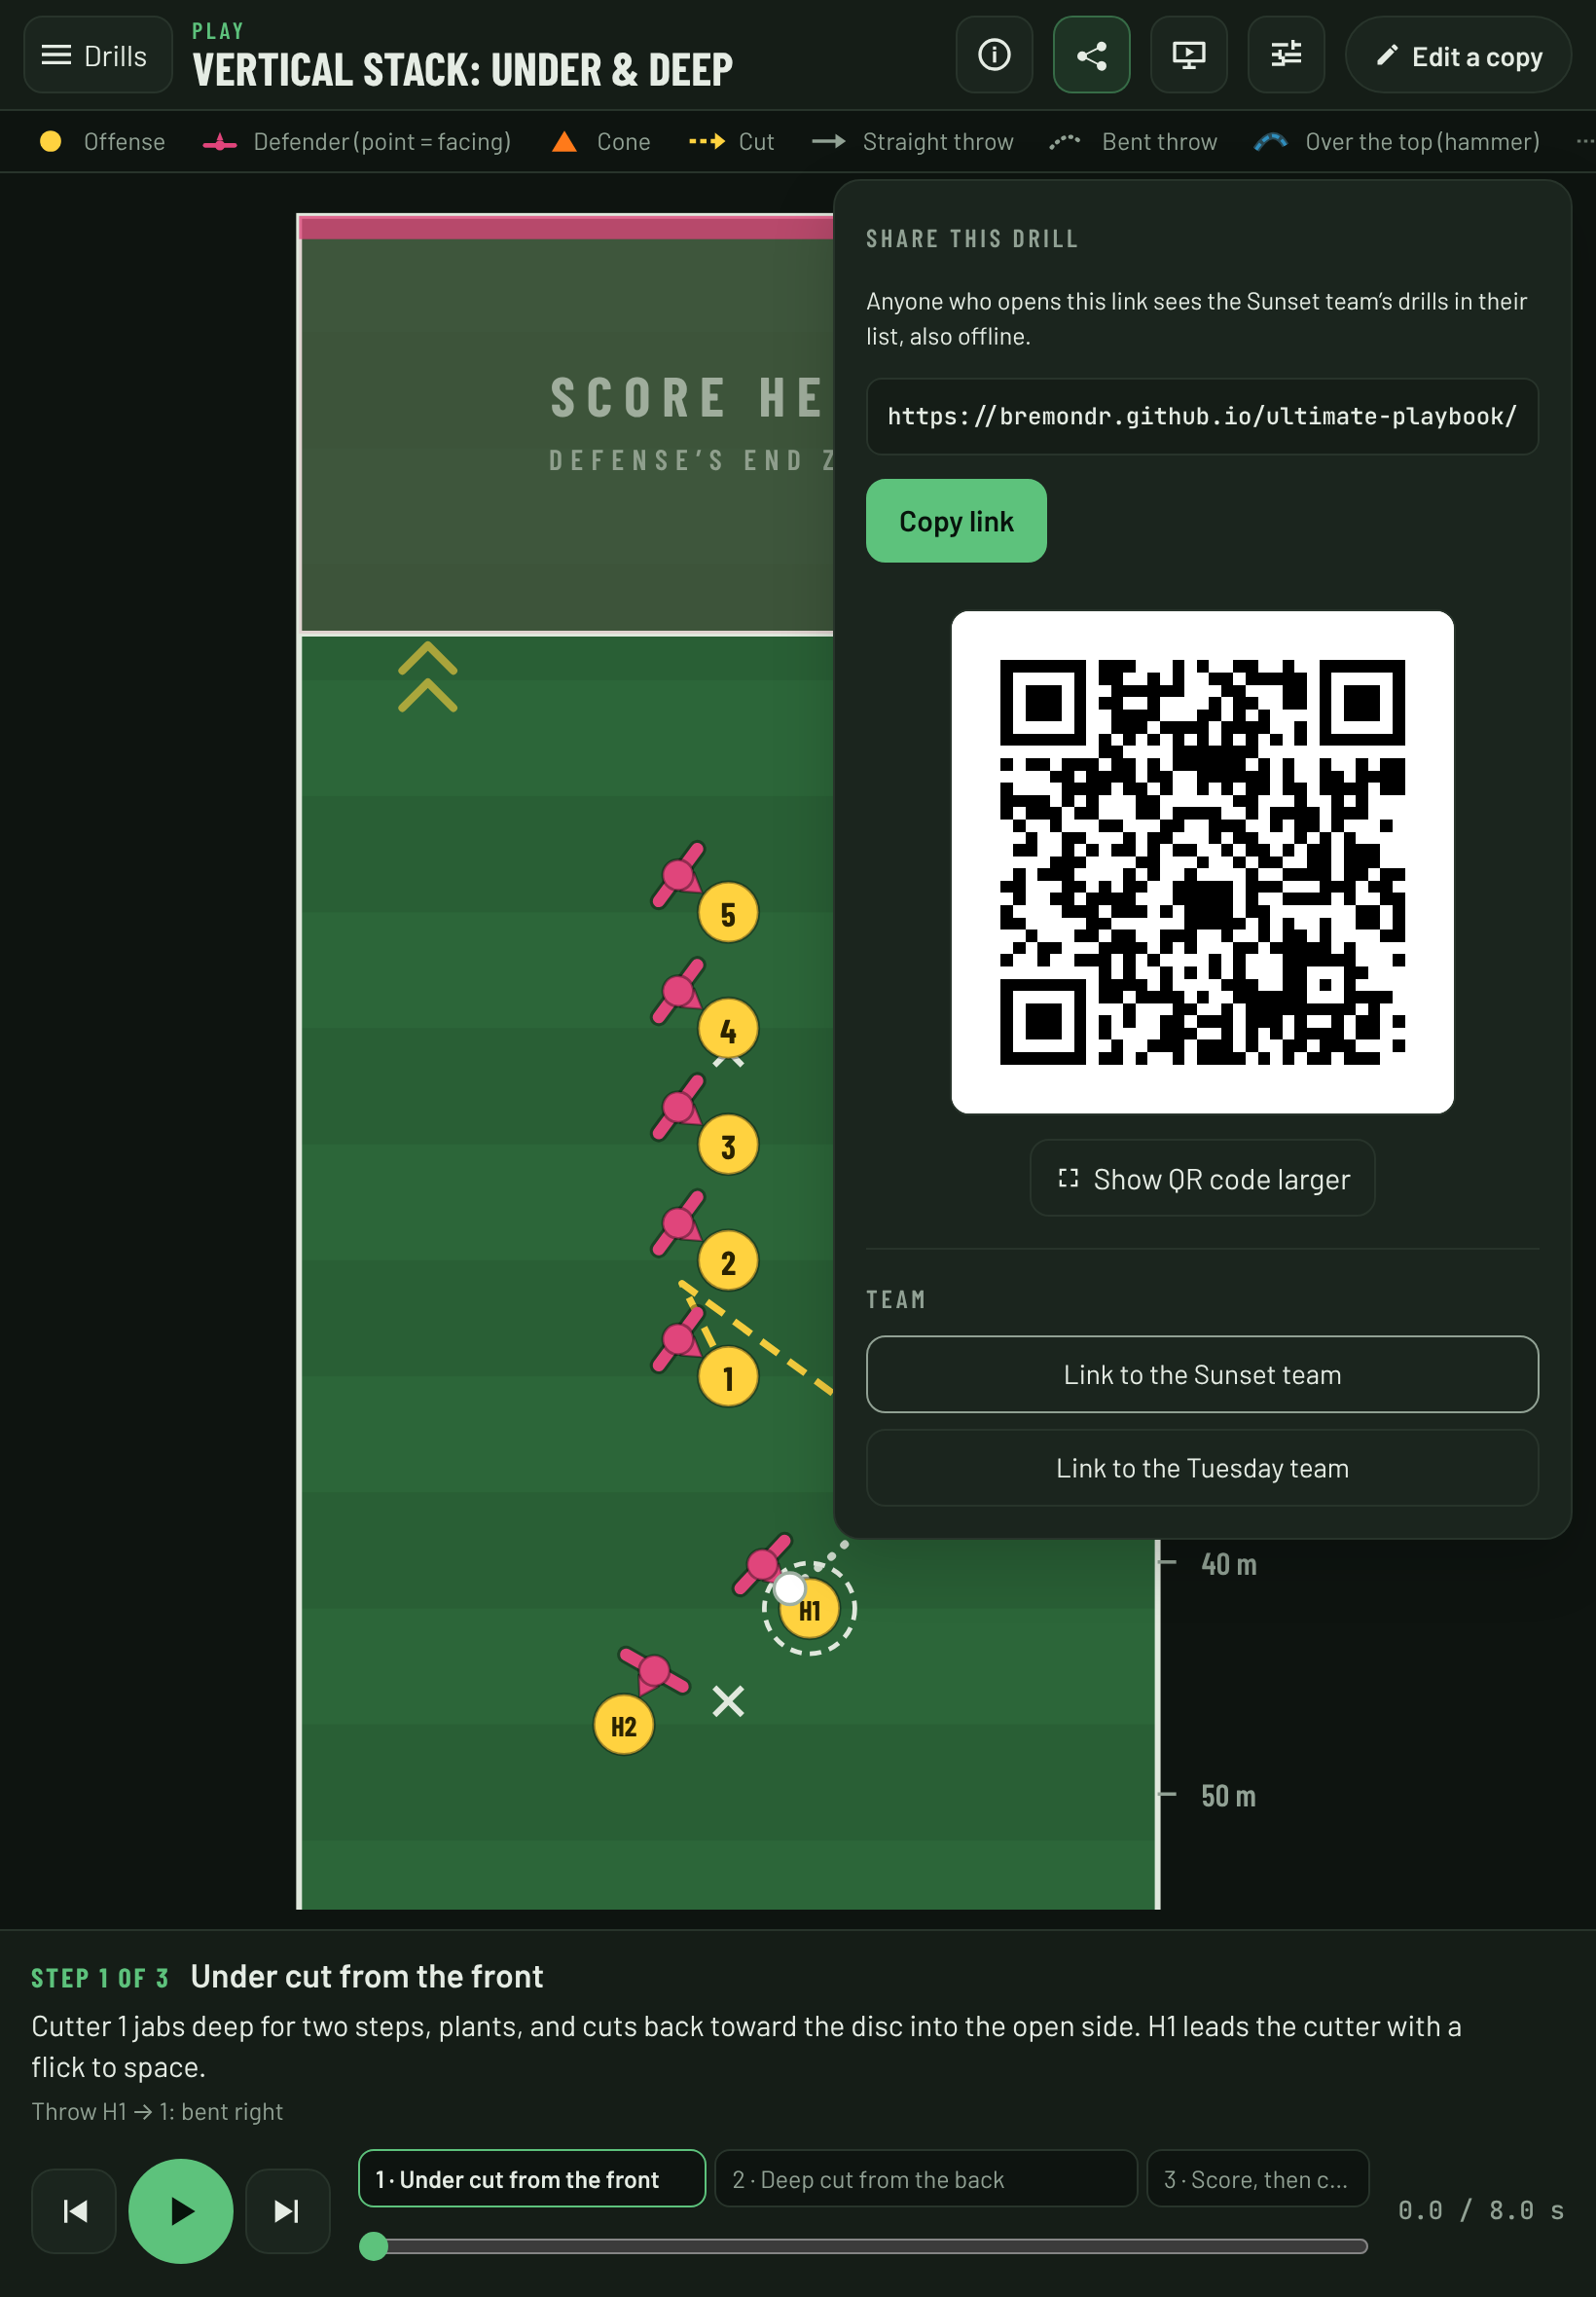 Drills
PLAY
VERTICAL STACK: UNDER & DEEP
Edit a copy
Offense
Defender (point = facing)
Cone
Cut
Straight throw
Bent throw
Over the top (hammer)
SCORE HE
DEFENSE'S END Z
SHARE THIS DRILL
Anyone who opens this link sees the Sunset team's drills in their
list, also offline.
https://bremondr.github.io/ultimate-playbook/
Copy link
Show QR code larger
TEAM
Link to the Sunset team
Link to the Tuesday team
5
4
3
2
1
H1
H2
40 m
50 m
STEP 1 OF 3 Under cut from the front
Cutter 1 jabs deep for two steps, plants, and cuts back toward the disc into the open side. H1 leads the cutter with a
flick to space.
Throw H1 → 1: bent right
1 · Under cut from the front
2 · Deep cut from the back
3 · Score, then c...
0.0 / 8.0 s